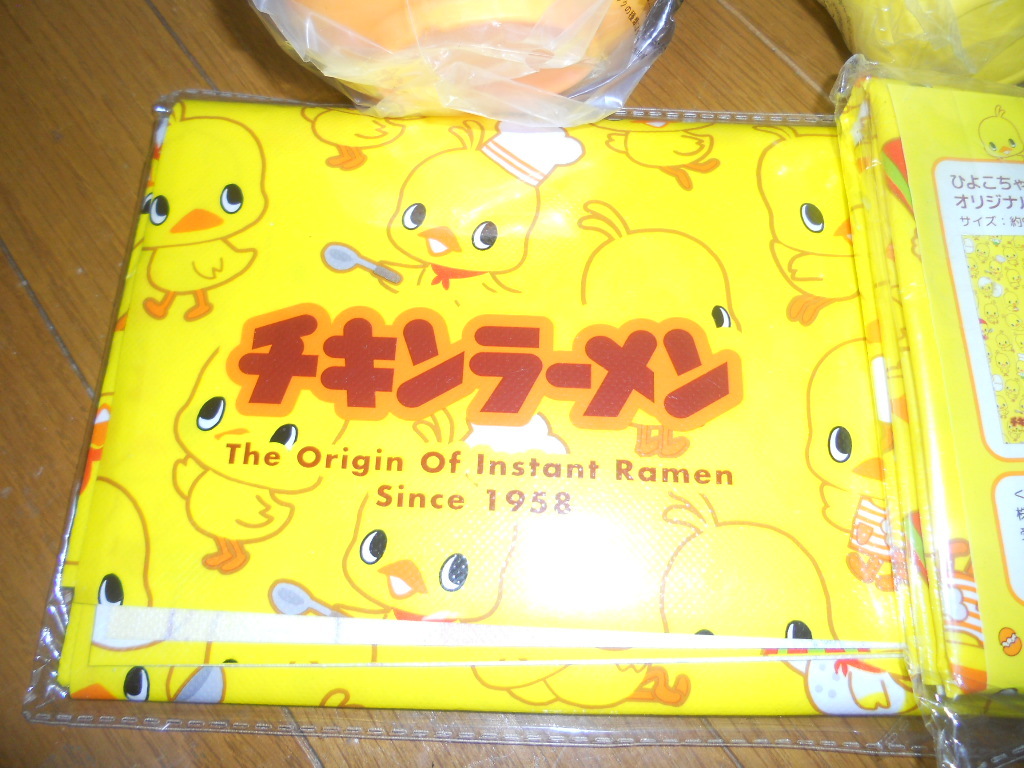 チキンラーメン
The Origin Of Instant Ramen
Since 1958
ひよこちゃ
オリジナル
サイズ：約